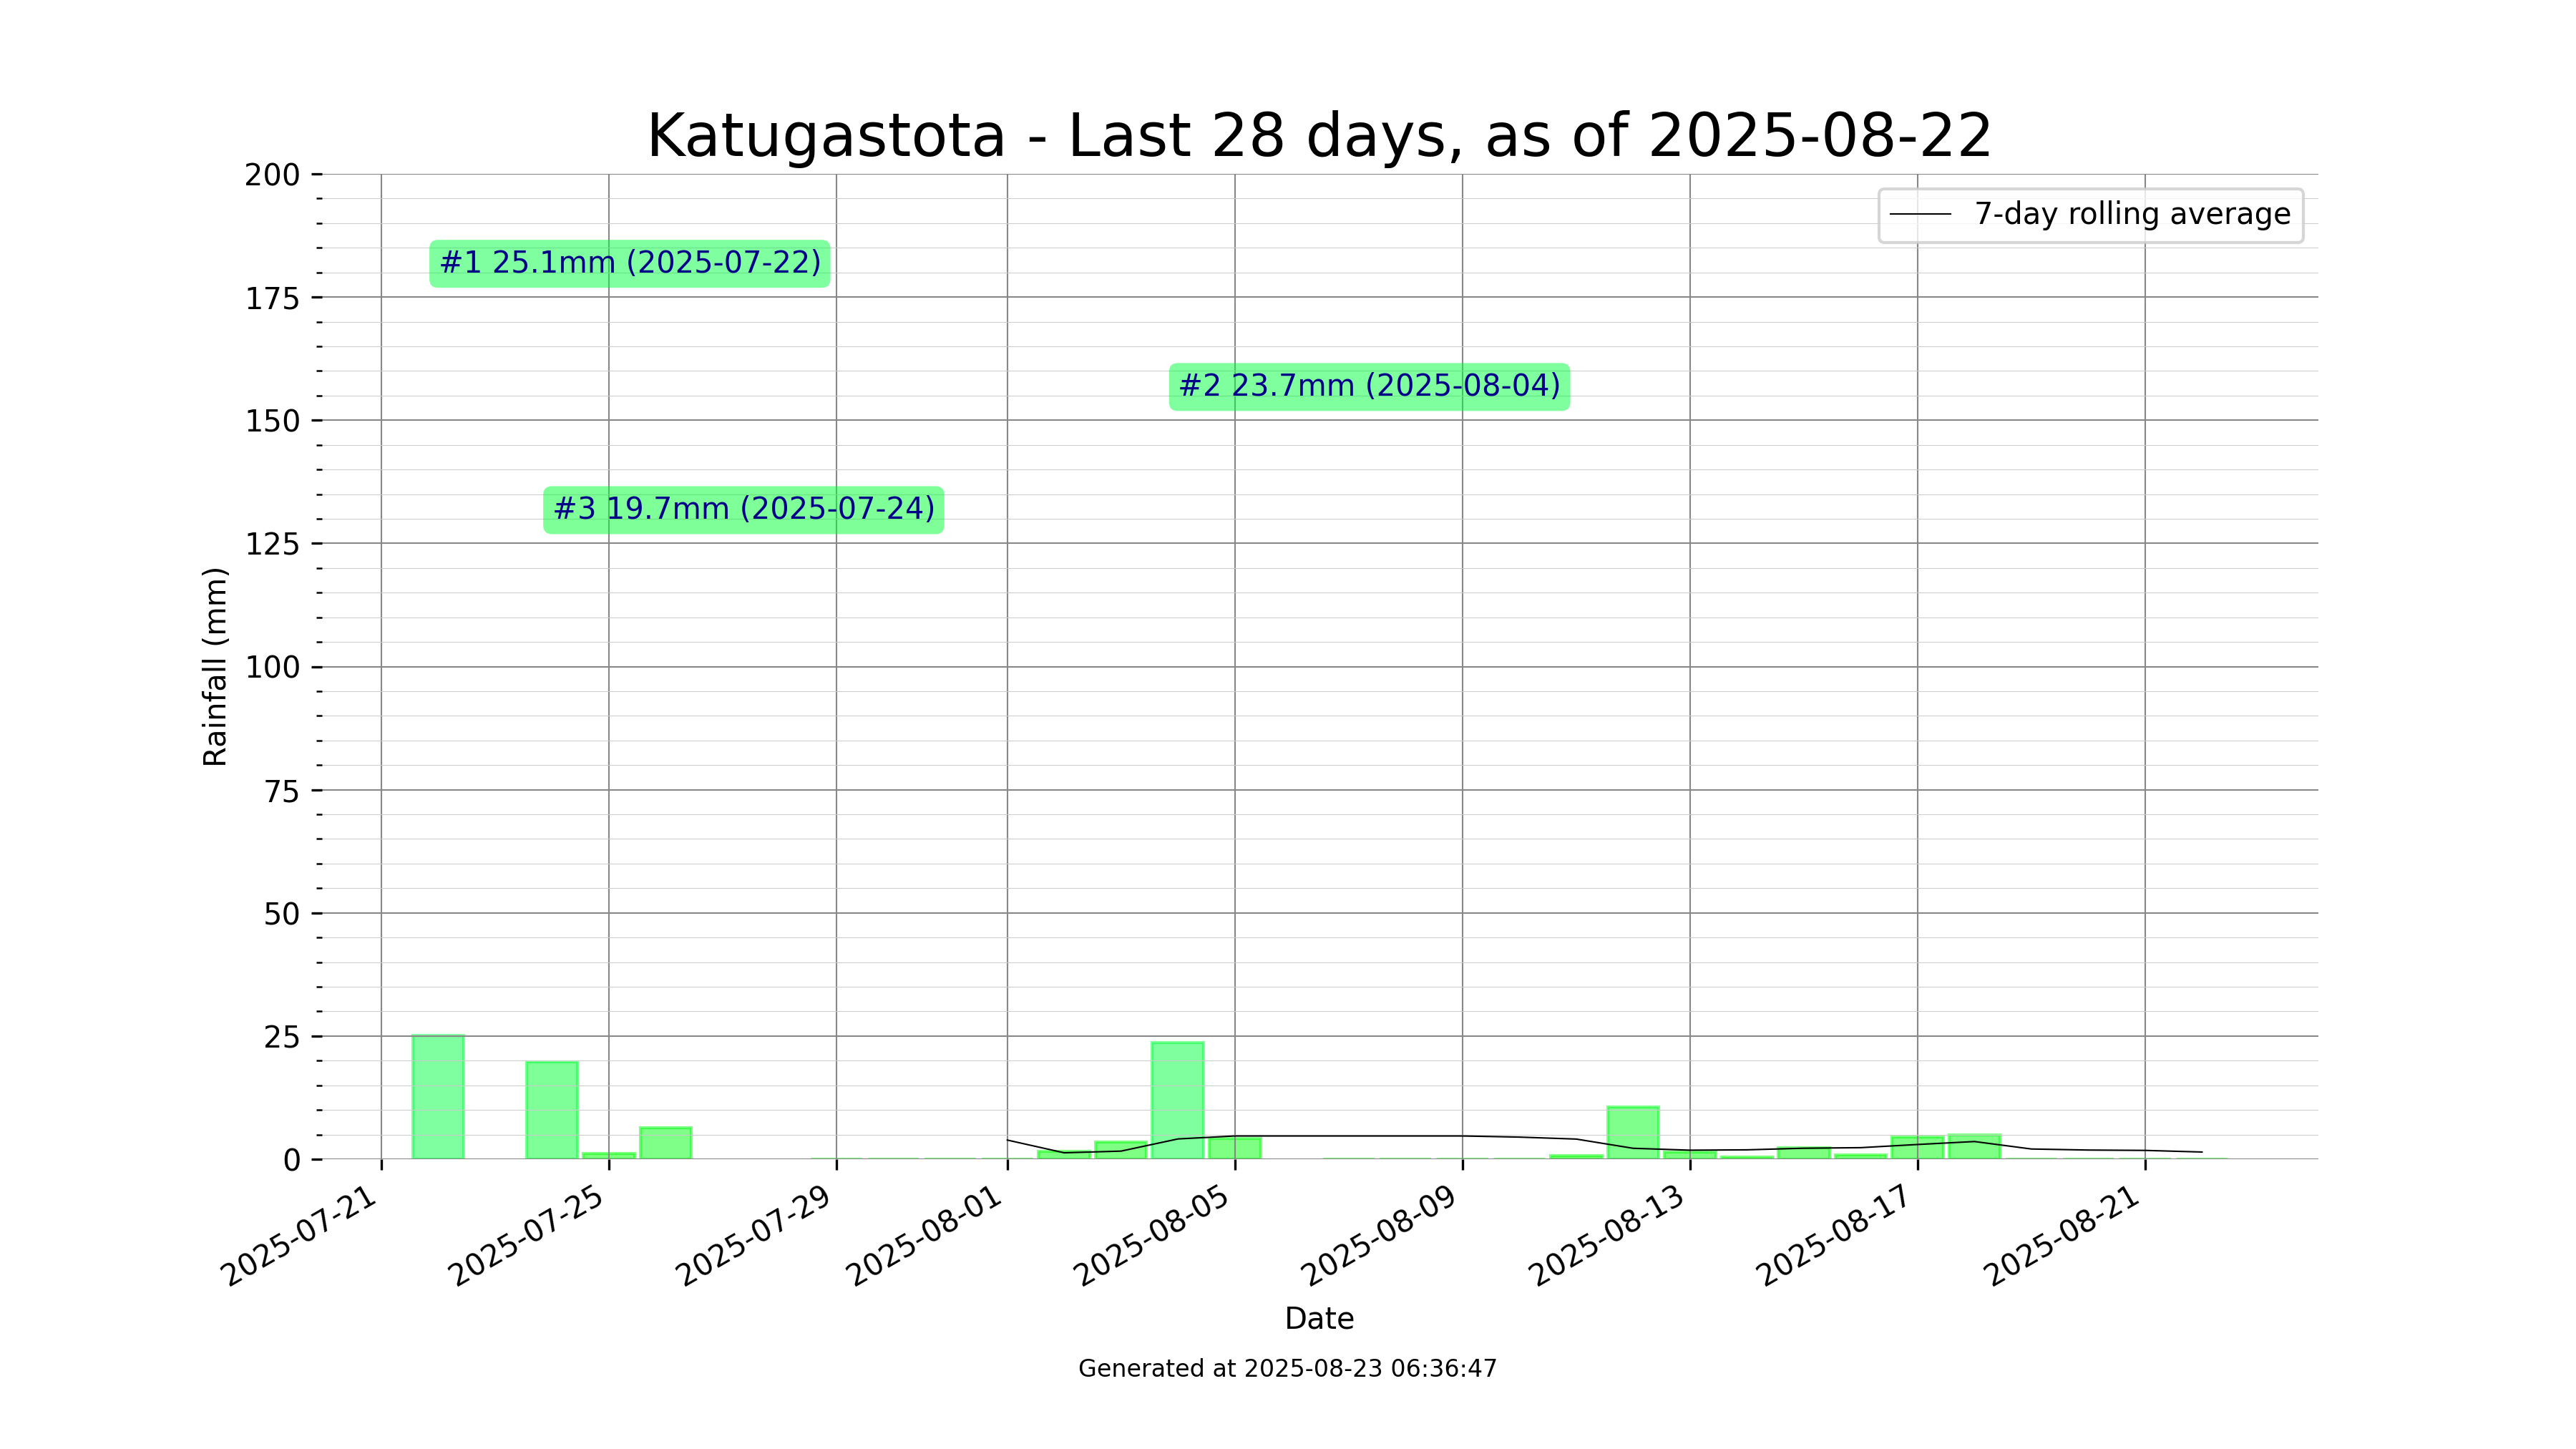 Katugastota - Last 28 days, as of 2025-08-22
7-day rolling average
#1 25.1mm (2025-07-22)
#2 23.7mm (2025-08-04)
#3 19.7mm (2025-07-24)
Rainfall (mm)
200
175
150
125
100
75
50
25
0
2025-07-21
2025-07-25
2025-07-29
2025-08-01
2025-08-05
2025-08-09
2025-08-13
2025-08-17
2025-08-21
Date
Generated at 2025-08-23 06:36:47